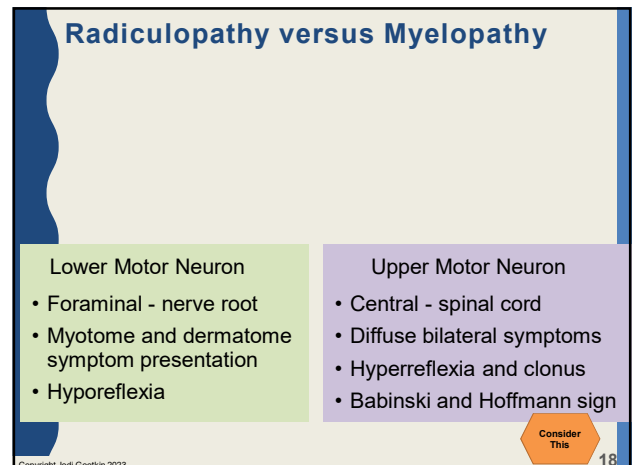 Radiculopathy versus Myelopathy
Lower Motor Neuron
• Foraminal - nerve root
• Myotome and dermatome
symptom presentation
• Hyporeflexia
Upper Motor Neuron
• Central - spinal cord
• Diffuse bilateral symptoms
• Hyperreflexia and clonus
• Babinski and Hoffmann sign
Consider
This
Copyright Jodi 2023
18